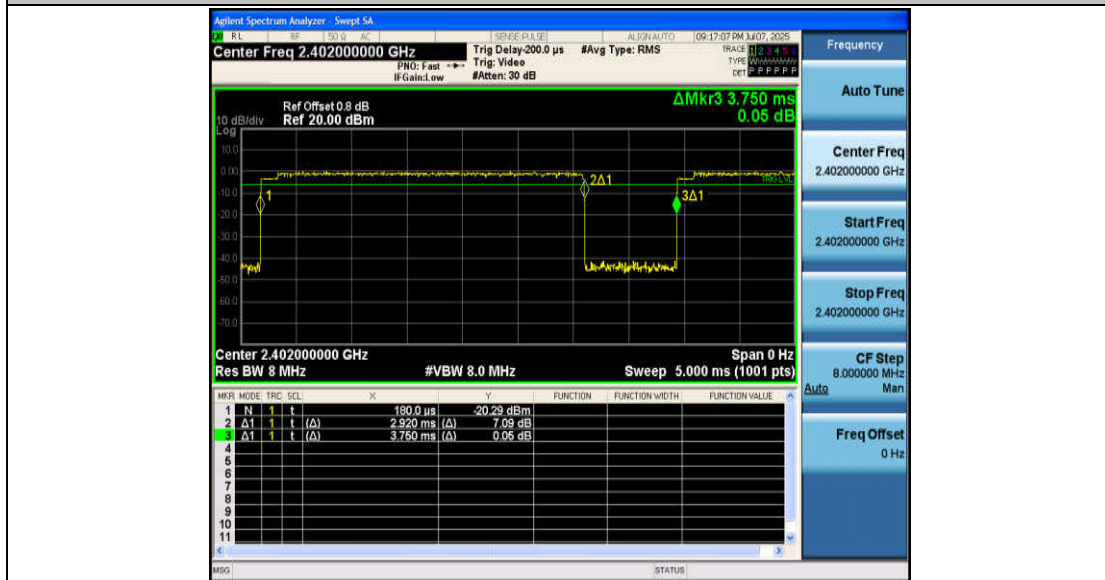 Agilent Spectrum Analyzer - Swept SA
RL RF 50 Ω AC SENSE:PULSE ALIGN AUTO 09:17:07 PM Jul 07, 2025
Center Freq 2.402000000 GHz
PNO: Fast
IFGain:Low
Trig Delay-200.0 µs
Trig: Video
#Atten: 30 dB
#Avg Type: RMS
TRACE 1 2 3 4 5 6
TYPE
DET P P P P P P
Ref Offset 0.8 dB
10 dB/div Ref 20.00 dBm
Log
ΔMkr3 3.750 ms
0.05 dB
10.0
0.00
-10.0
-20.0
-30.0
-40.0
-50.0
-60.0
-70.0
1
2Δ1
3Δ1
TRIG LVL
Center 2.402000000 GHz Span 0 Hz
Res BW 8 MHz #VBW 8.0 MHz Sweep 5.000 ms (1001 pts)
MKR MODE TRC SCL X Y FUNCTION FUNCTION WIDTH FUNCTION VALUE
1 N 1 t 180.0 µs -20.29 dBm
2 Δ1 1 t (Δ) 2.920 ms (Δ) 7.09 dB
3 Δ1 1 t (Δ) 3.750 ms (Δ) 0.05 dB
4
5
6
7
8
9
10
11
MSG STATUS
Frequency
Auto Tune
Center Freq
2.402000000 GHz
Start Freq
2.402000000 GHz
Stop Freq
2.402000000 GHz
CF Step
8.000000 MHz
Auto Man
Freq Offset
0 Hz